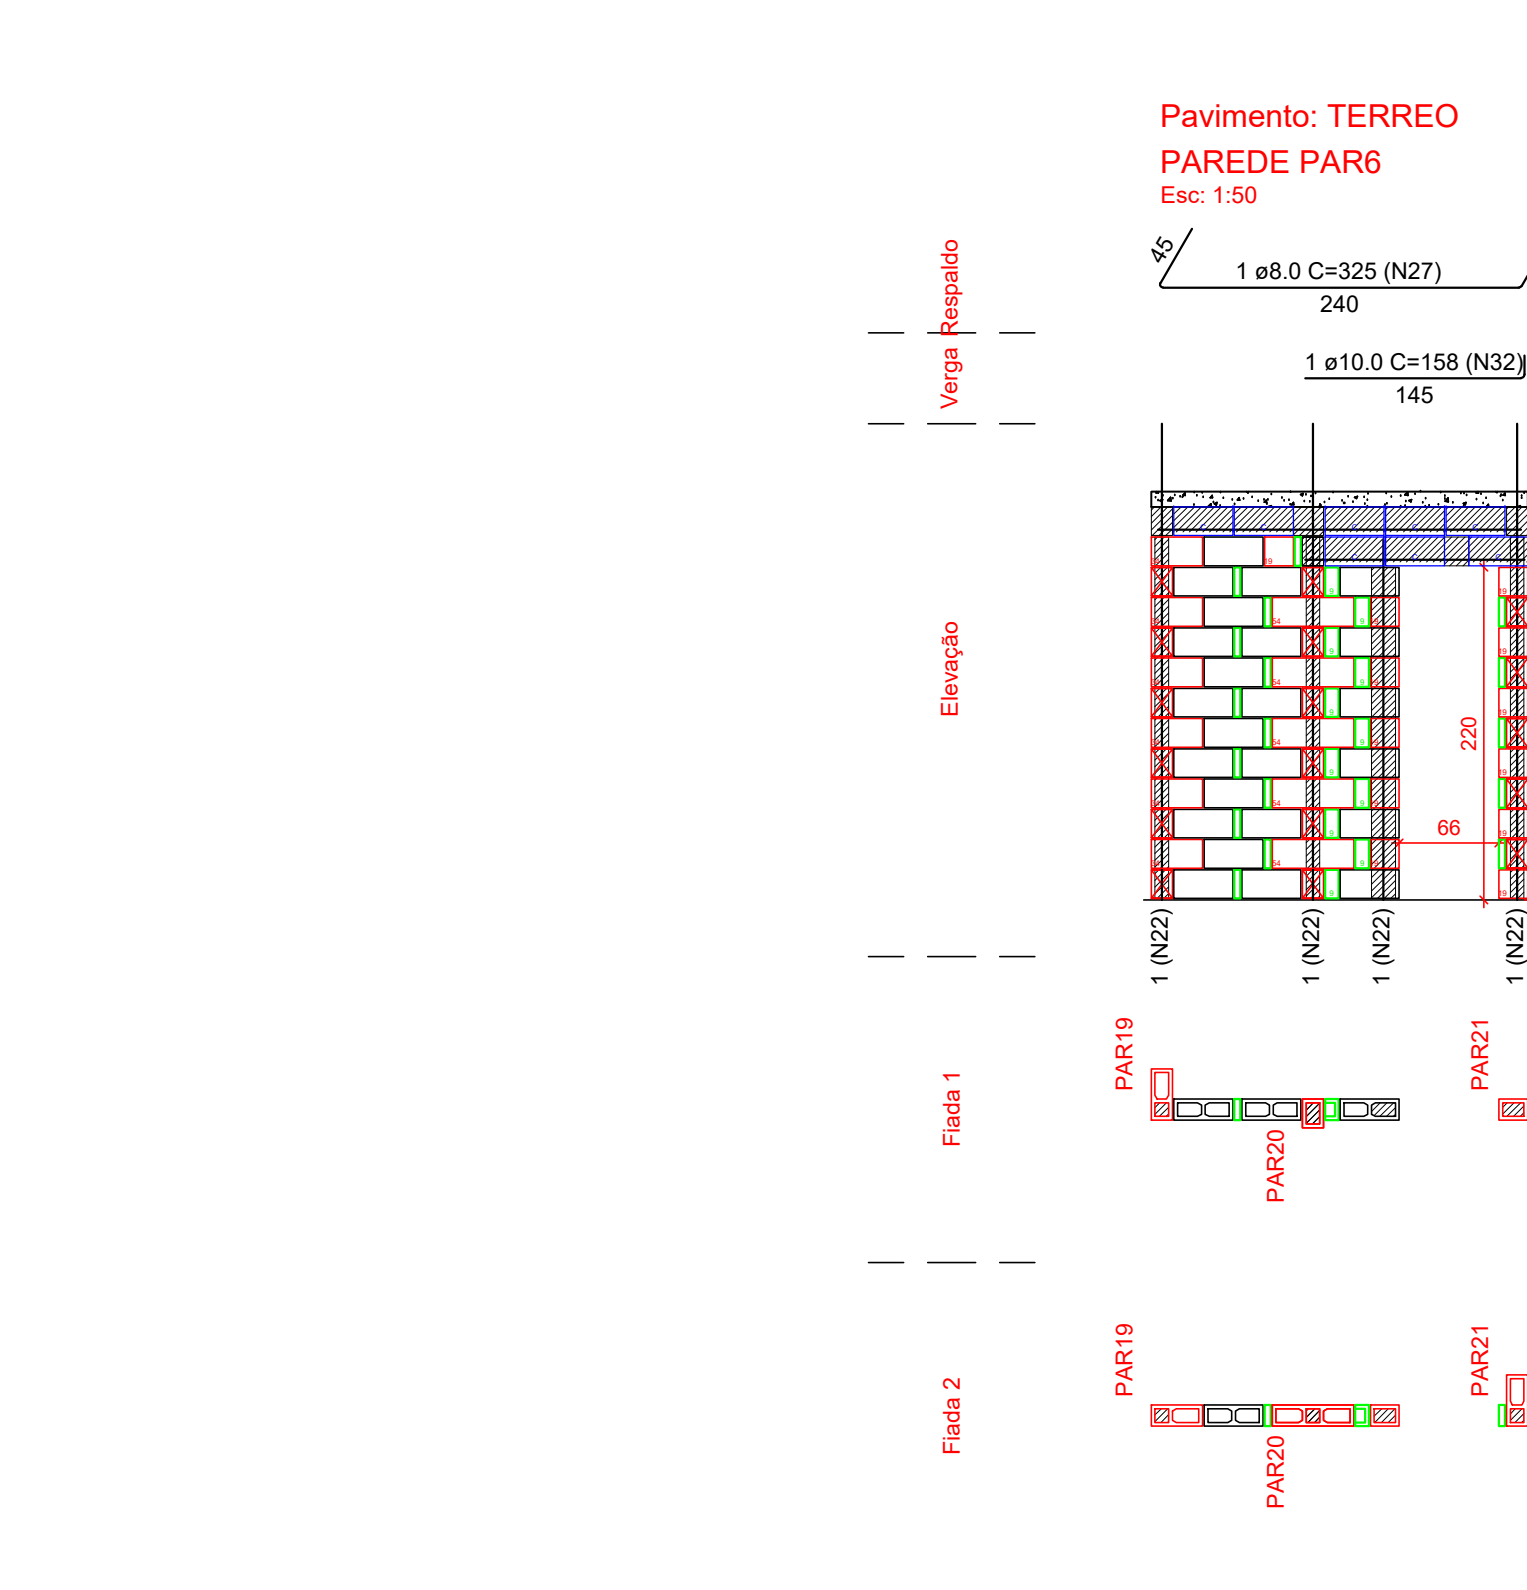 Pavimento: TERREO
PAREDE PAR6
Esc: 1:50
Respaldo
45
1 ø8.0 C=325 (N27)
240
Verga
1 ø10.0 C=158 (N32)
145
Elevação
220
66
1 (N22)
1 (N22)
1 (N22)
1 (N22)
Fiada 1
PAR19
PAR20
PAR21
Fiada 2
PAR19
PAR20
PAR21